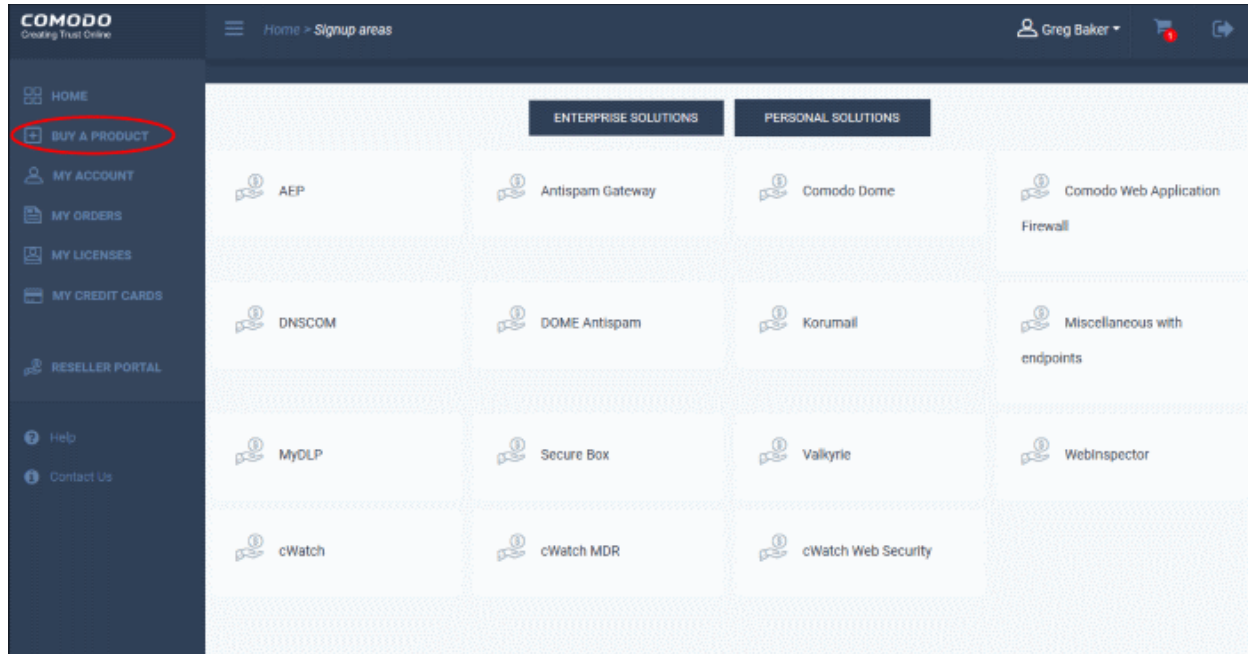 COMODO
Creating Trust Online
Home > Signup areas
Greg Baker
1
HOME
BUY A PRODUCT
MY ACCOUNT
MY ORDERS
MY LICENSES
MY CREDIT CARDS
RESELLER PORTAL
Help
Contact Us
ENTERPRISE SOLUTIONS
PERSONAL SOLUTIONS
AEP
Antispam Gateway
Comodo Dome
Comodo Web Application
Firewall
DNSCOM
DOME Antispam
Korumail
Miscellaneous with
endpoints
MyDLP
Secure Box
Valkyrie
WebInspector
cWatch
cWatch MDR
cWatch Web Security